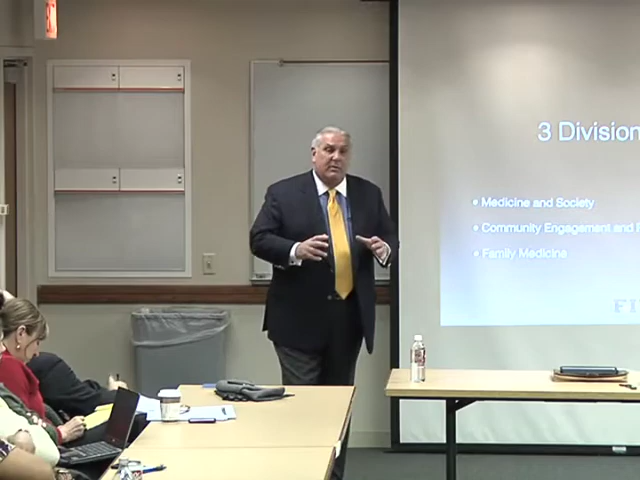 3 Division
• Medicine and Society
• Community Engagement and
• Family Medicine
FI